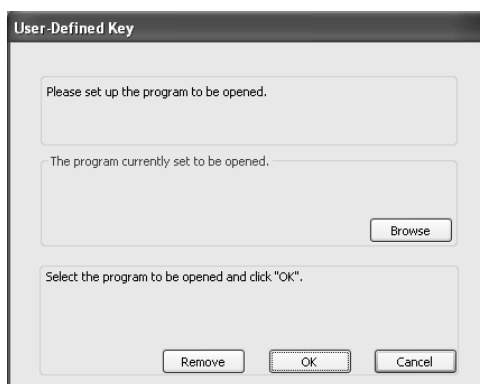 User-Defined Key
Please set up the program to be opened.
The program currently set to be opened.
Browse
Select the program to be opened and click "OK".
Remove OK Cancel